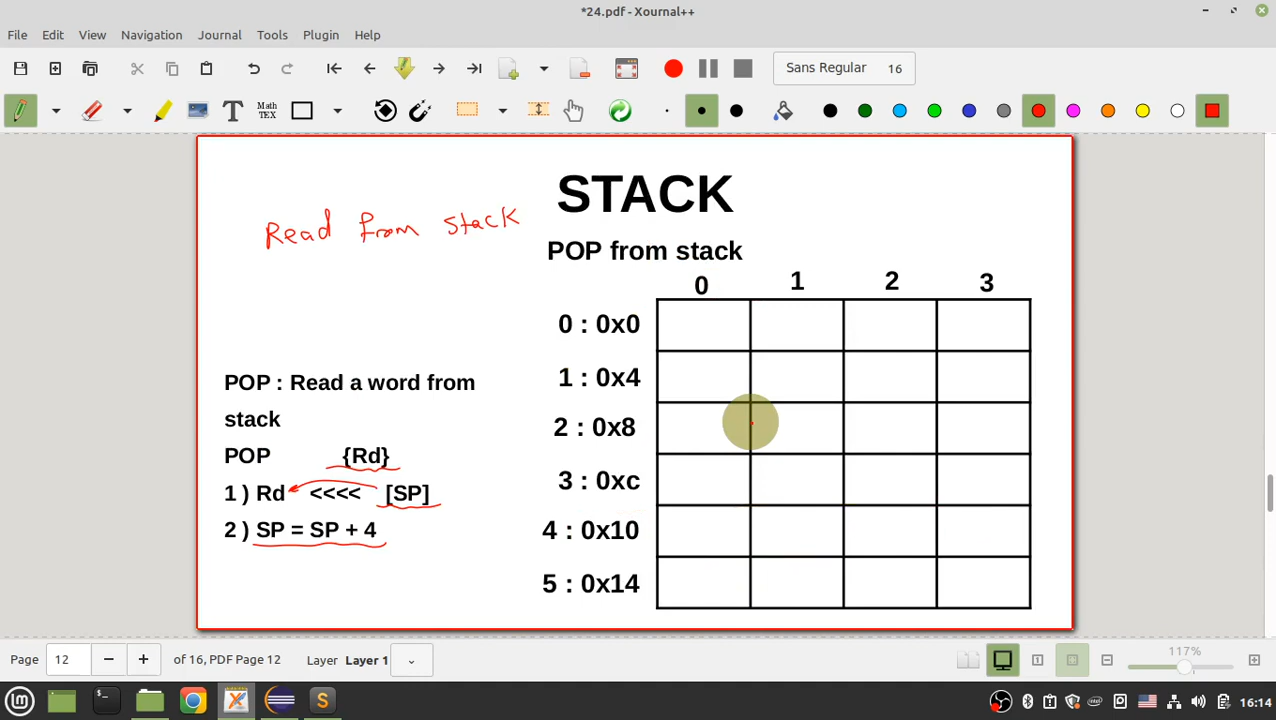 *24.pdf - Xournal++
File Edit View Navigation Journal Tools Plugin Help
Sans Regular 16
Math
TEX
STACK
Read from stack
POP from stack
0 1 2 3
0 : 0x0
1 : 0x4
2 : 0x8
3 : 0xc
4 : 0x10
5 : 0x14
POP : Read a word from
stack
POP {Rd}
1 ) Rd <<<< [SP]
2 ) SP = SP + 4
Page 12 of 16, PDF Page 12 Layer Layer 1 117%
16:14